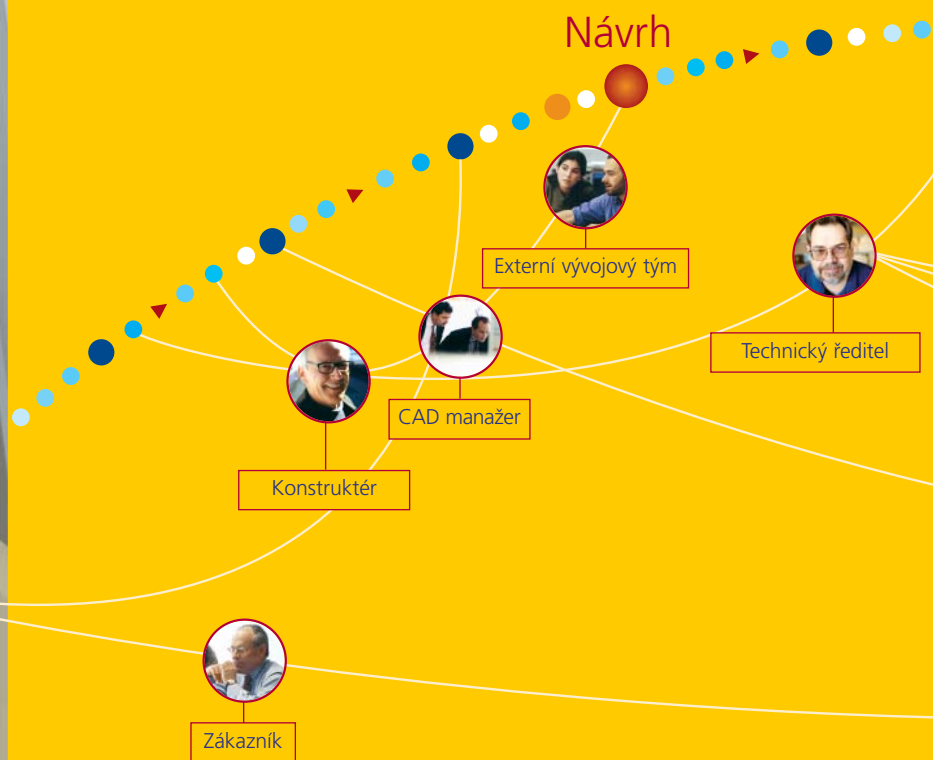 Návrh
Externí vývojový tým
Technický ředitel
CAD manažer
Konstruktér
Zákazník